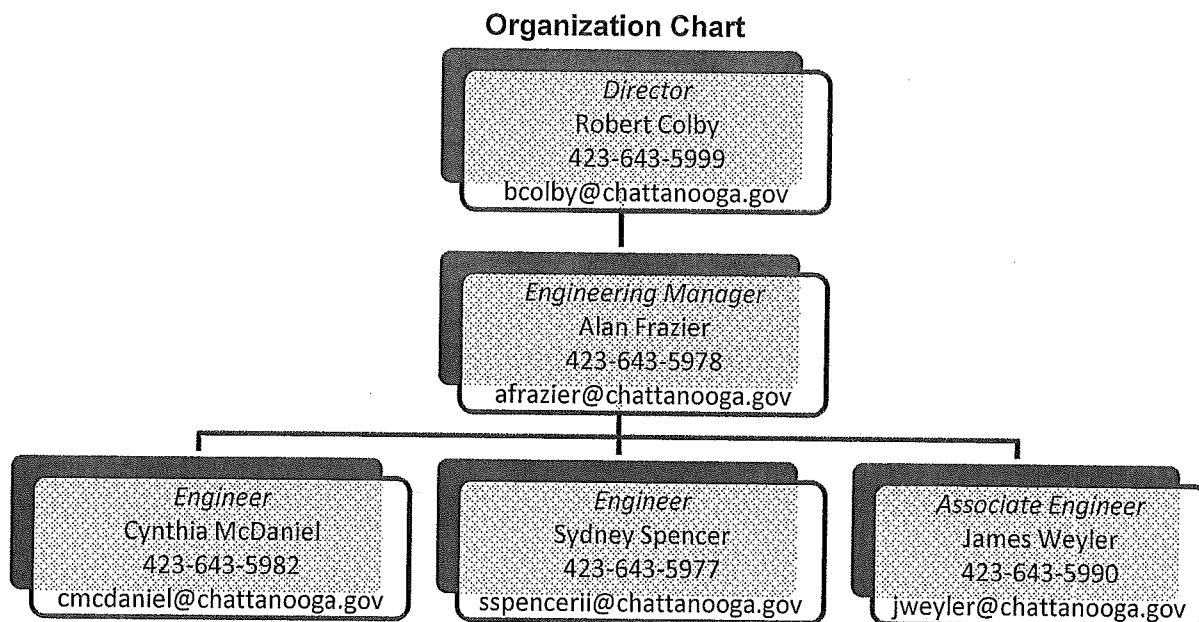 Organization Chart
Director
Robert Colby
423-643-5999
bcolby@chattanooga.gov
Engineering Manager
Alan Frazier
423-643-5978
afrazier@chattanooga.gov
Engineer
Cynthia McDaniel
423-643-5982
cmcdaniel@chattanooga.gov
Engineer
Sydney Spencer
423-643-5977
sspencerii@chattanooga.gov
Associate Engineer
James Weyler
423-643-5990
jweyler@chattanooga.gov